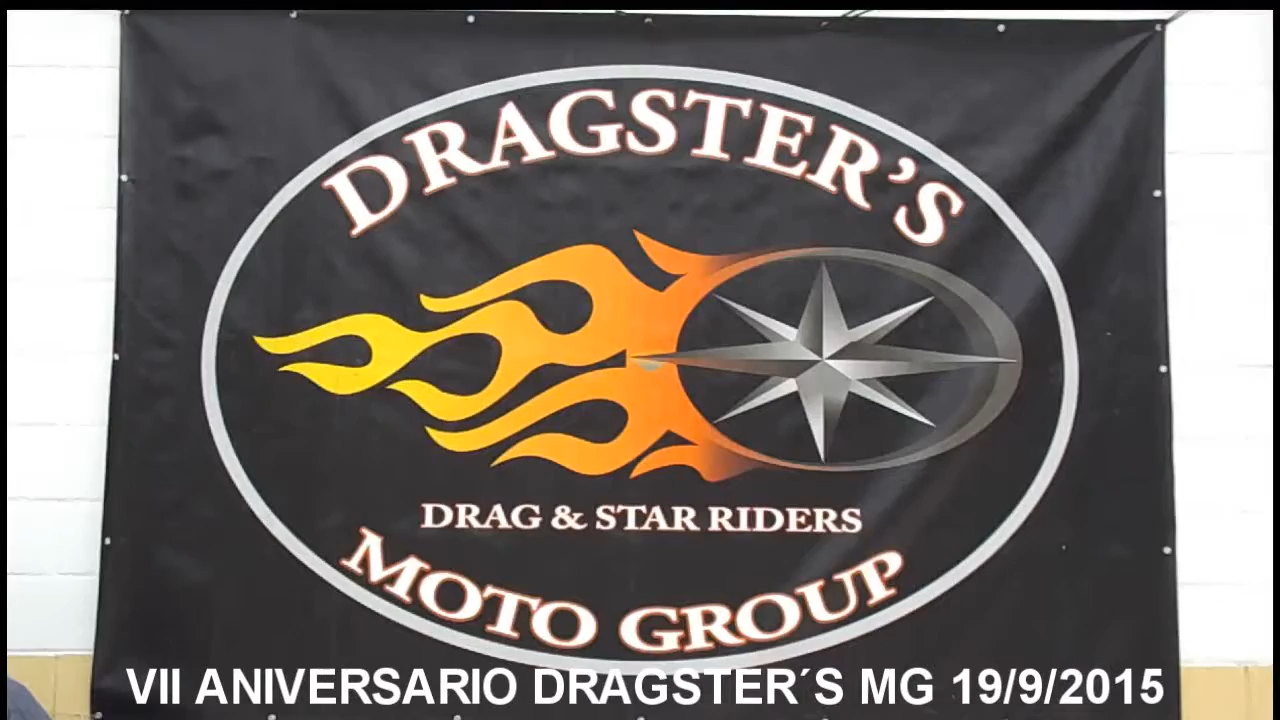 DRAGSTER'S
DRAG & STAR RIDERS
MOTO GROUP
VII ANIVERSARIO DRAGSTER´S MG 19/9/2015